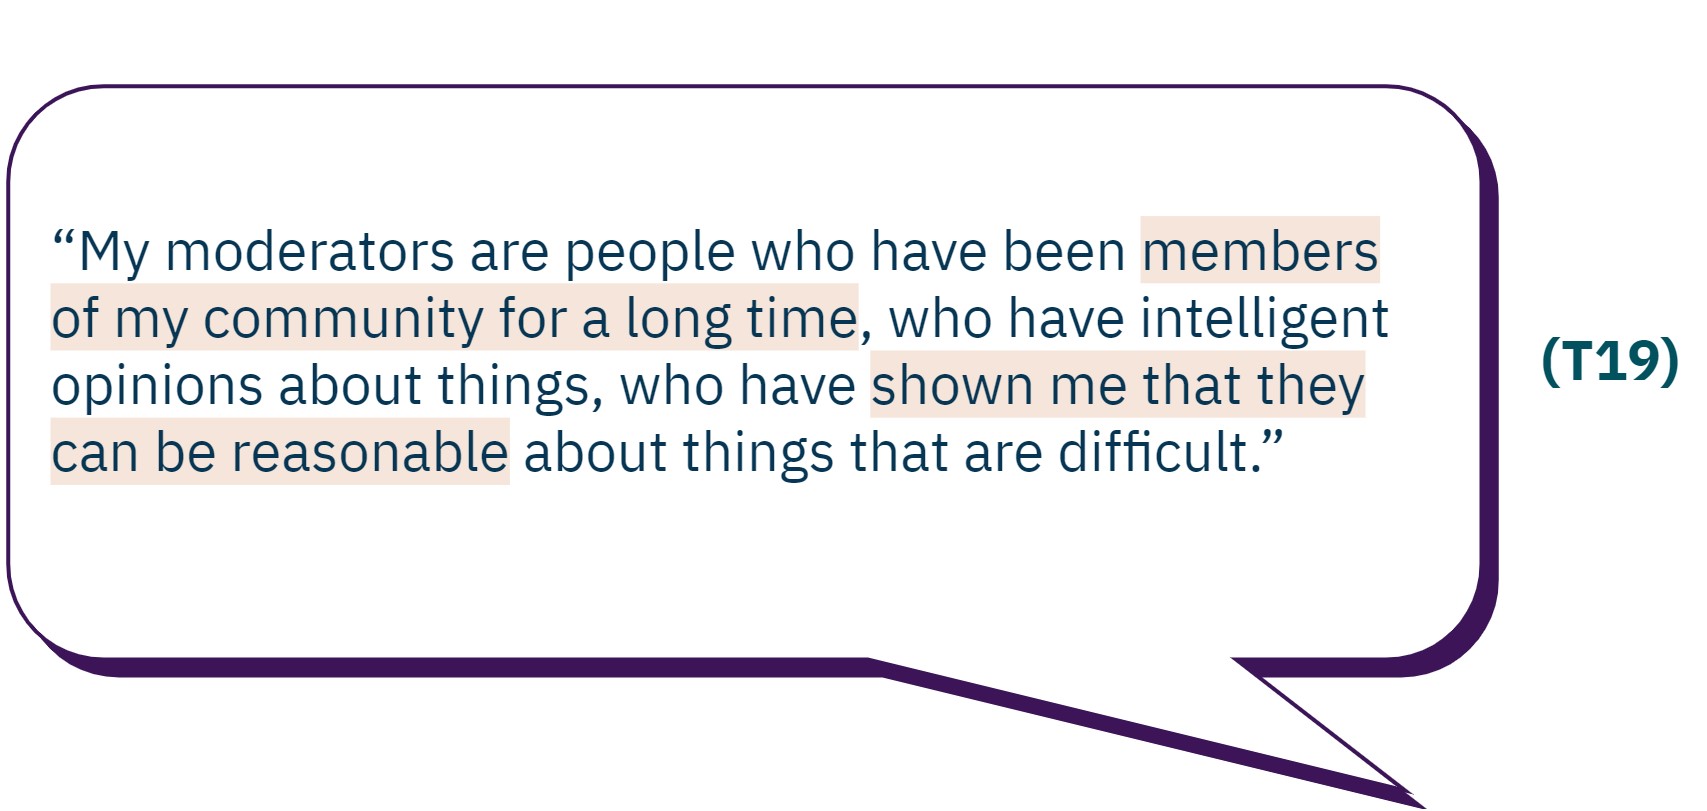 “My moderators are people who have been members
of my community for a long time, who have intelligent
opinions about things, who have shown me that they
can be reasonable about things that are difficult.”
(T19)